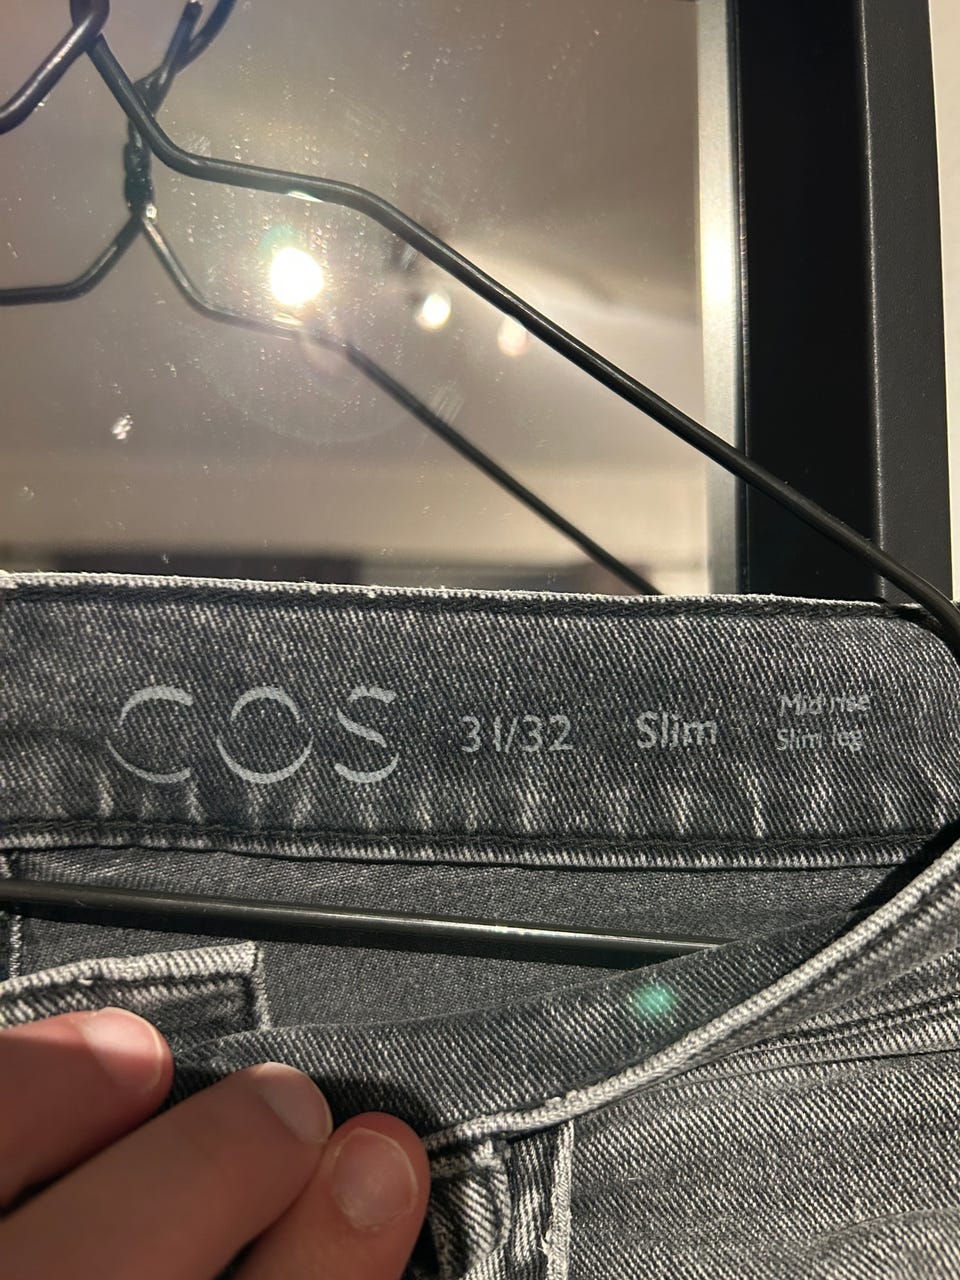 COS 31/32 Slim Mid rise
Slim leg